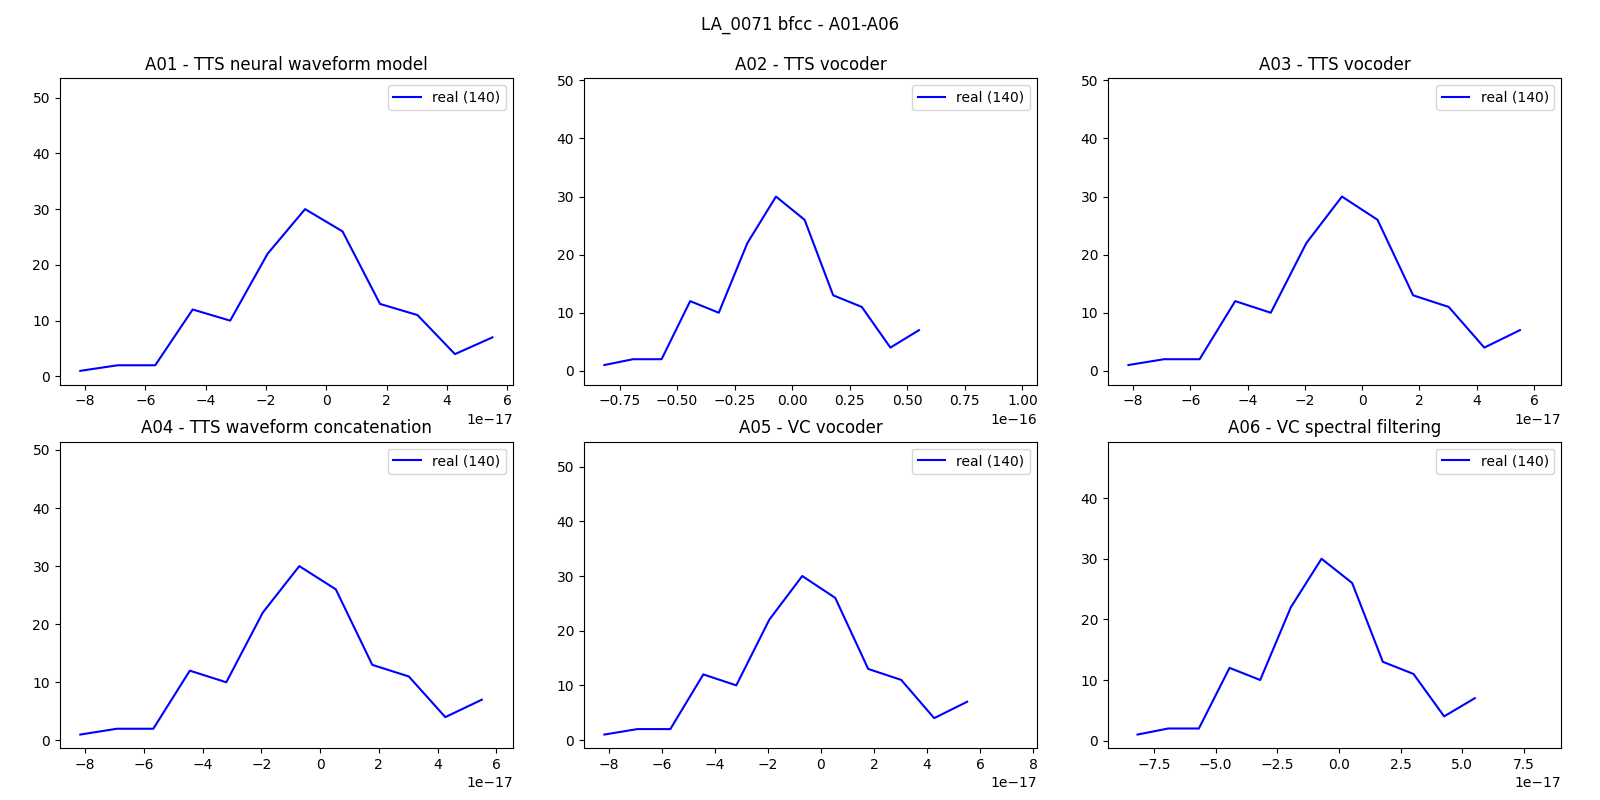 LA_0071 bfcc - A01-A06
A01 - TTS neural waveform model
A02 - TTS vocoder
A03 - TTS vocoder
real (140)
real (140)
real (140)
50
40
30
20
10
0
50
40
30
20
10
0
50
40
30
20
10
0
−8 −6 −4 −2 0 2 4 6
1e−17
−0.75 −0.50 −0.25 0.00 0.25 0.50 0.75 1.00
1e−16
−8 −6 −4 −2 0 2 4 6
1e−17
A04 - TTS waveform concatenation
A05 - VC vocoder
A06 - VC spectral filtering
real (140)
real (140)
real (140)
50
40
30
20
10
0
50
40
30
20
10
0
40
30
20
10
0
−8 −6 −4 −2 0 2 4 6
1e−17
−8 −6 −4 −2 0 2 4 6 8
1e−17
−7.5 −5.0 −2.5 0.0 2.5 5.0 7.5
1e−17